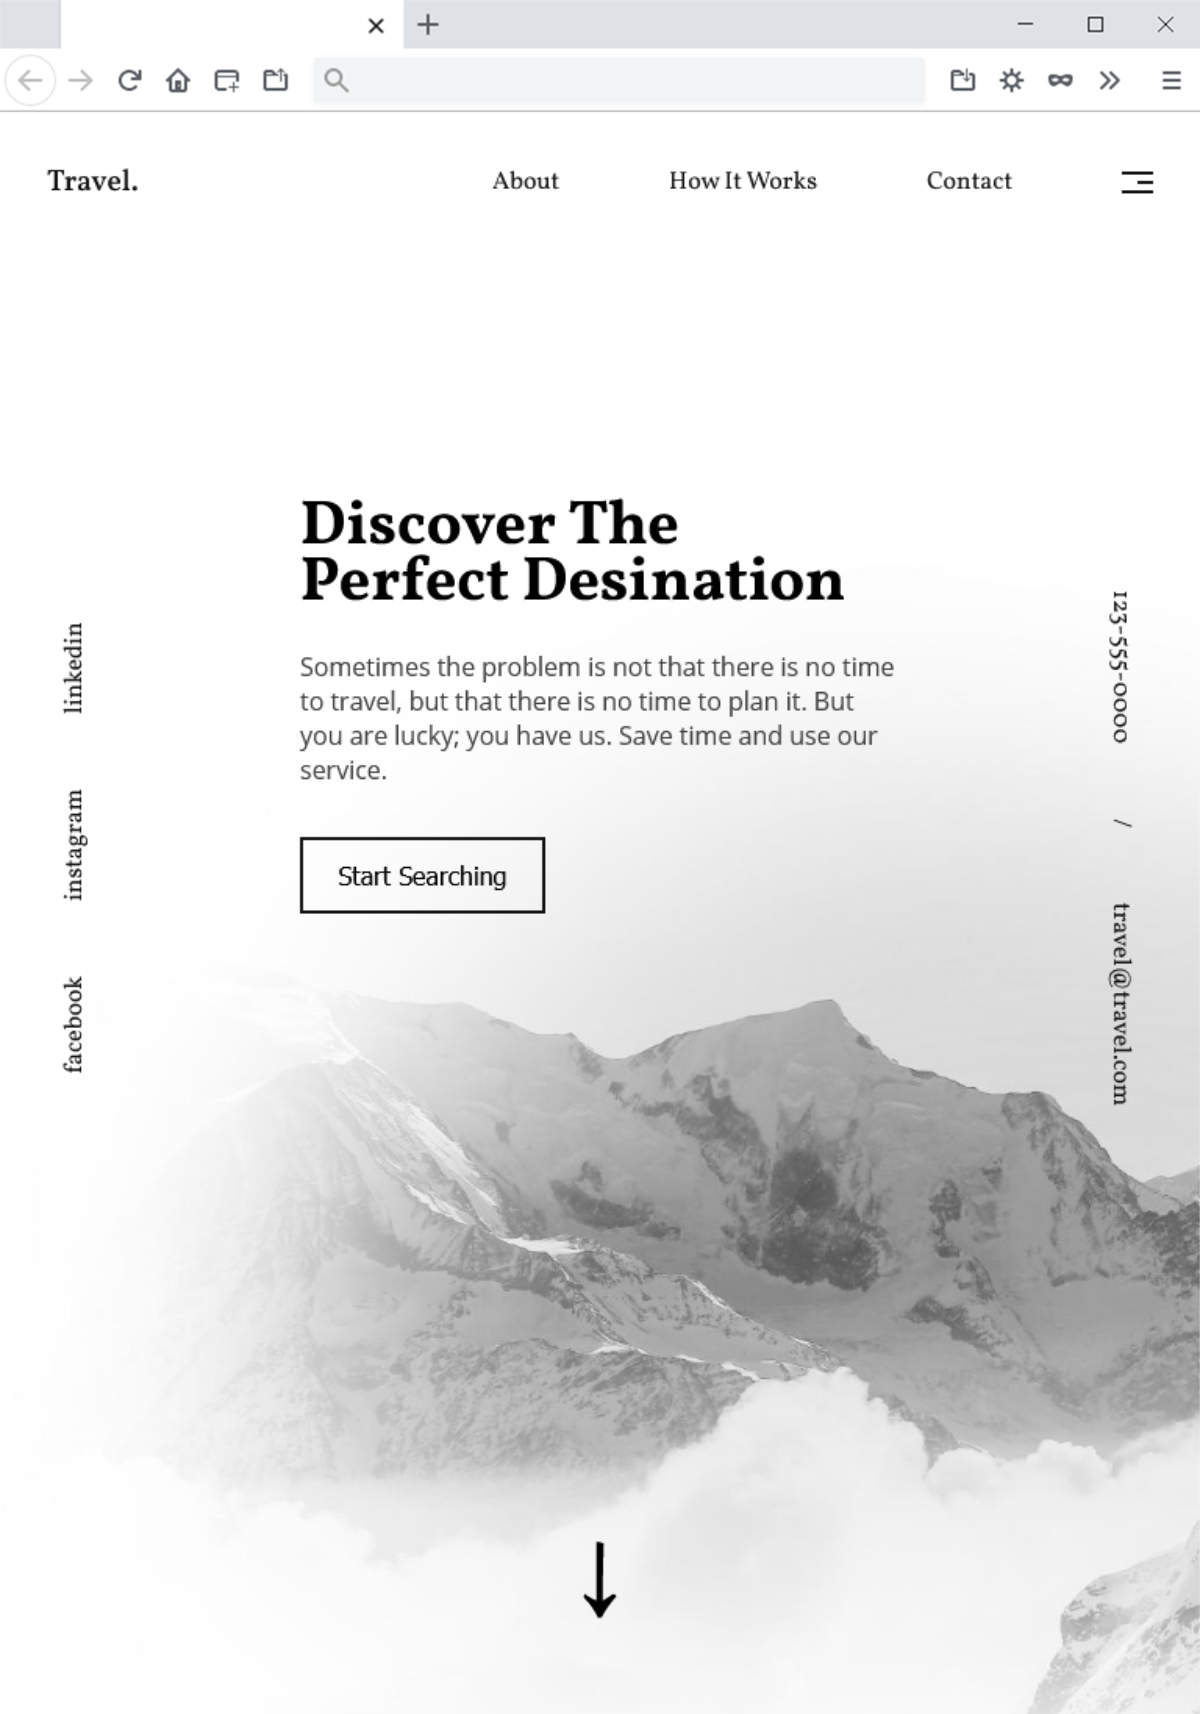 Travel.
About
How It Works
Contact
Discover The
Perfect Desination
Sometimes the problem is not that there is no time
to travel, but that there is no time to plan it. But
you are lucky; you have us. Save time and use our
service.
Start Searching
linkedin
instagram
facebook
123-555-0000
/
travel@travel.com